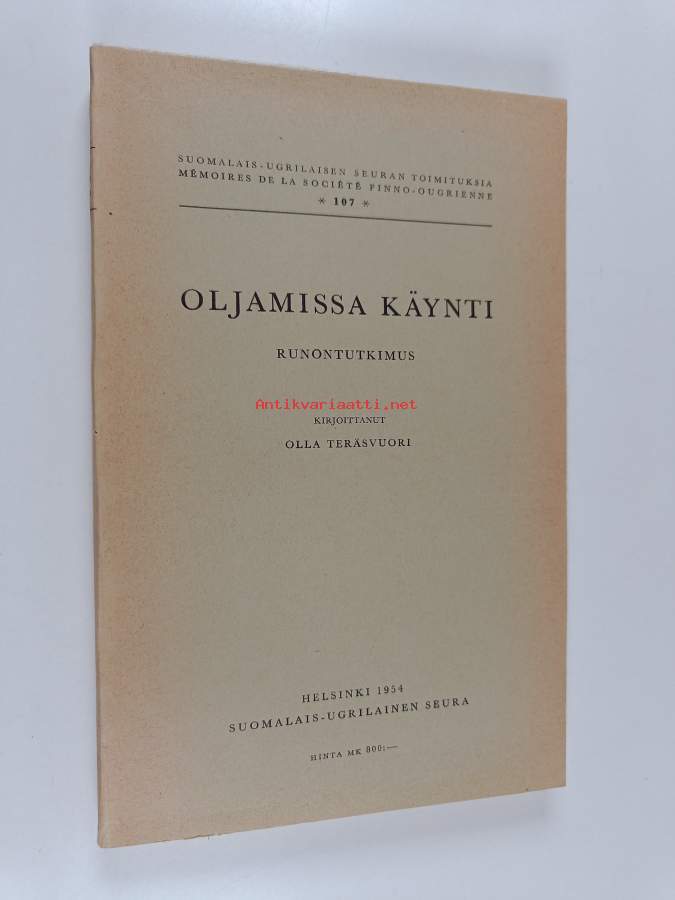 SUOMALAIS-UGRILAISEN SEURAN TOIMITUKSIA
MÉMOIRES DE LA SOCIÉTÉ FINNO-OUGRIENNE
* 107 *
OLJAMISSA KÄYNTI
RUNONTUTKIMUS
Antikvariaatti.net
KIRJOITTANUT
OLLA TERÄSVUORI
HELSINKI 1954
SUOMALAIS-UGRILAINEN SEURA
HINTA MK 800:—